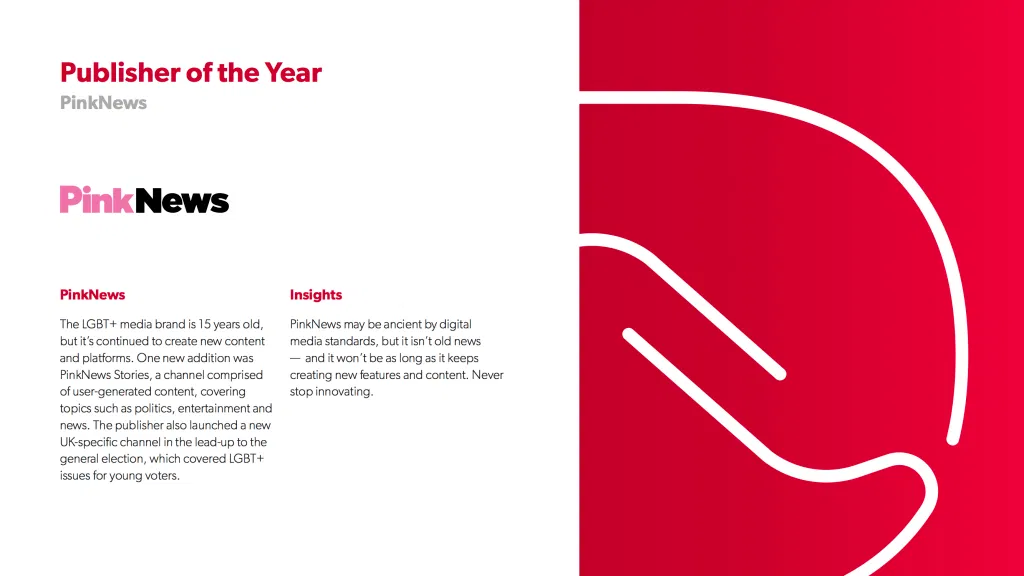 Publisher of the Year
PinkNews
PinkNews
PinkNews
The LGBT+ media brand is 15 years old,
but it’s continued to create new content
and platforms. One new addition was
PinkNews Stories, a channel comprised
of user-generated content, covering
topics such as politics, entertainment and
news. The publisher also launched a new
UK-specific channel in the lead-up to the
general election, which covered LGBT+
issues for young voters.
Insights
PinkNews may be ancient by digital
media standards, but it isn’t old news
— and it won’t be as long as it keeps
creating new features and content. Never
stop innovating.